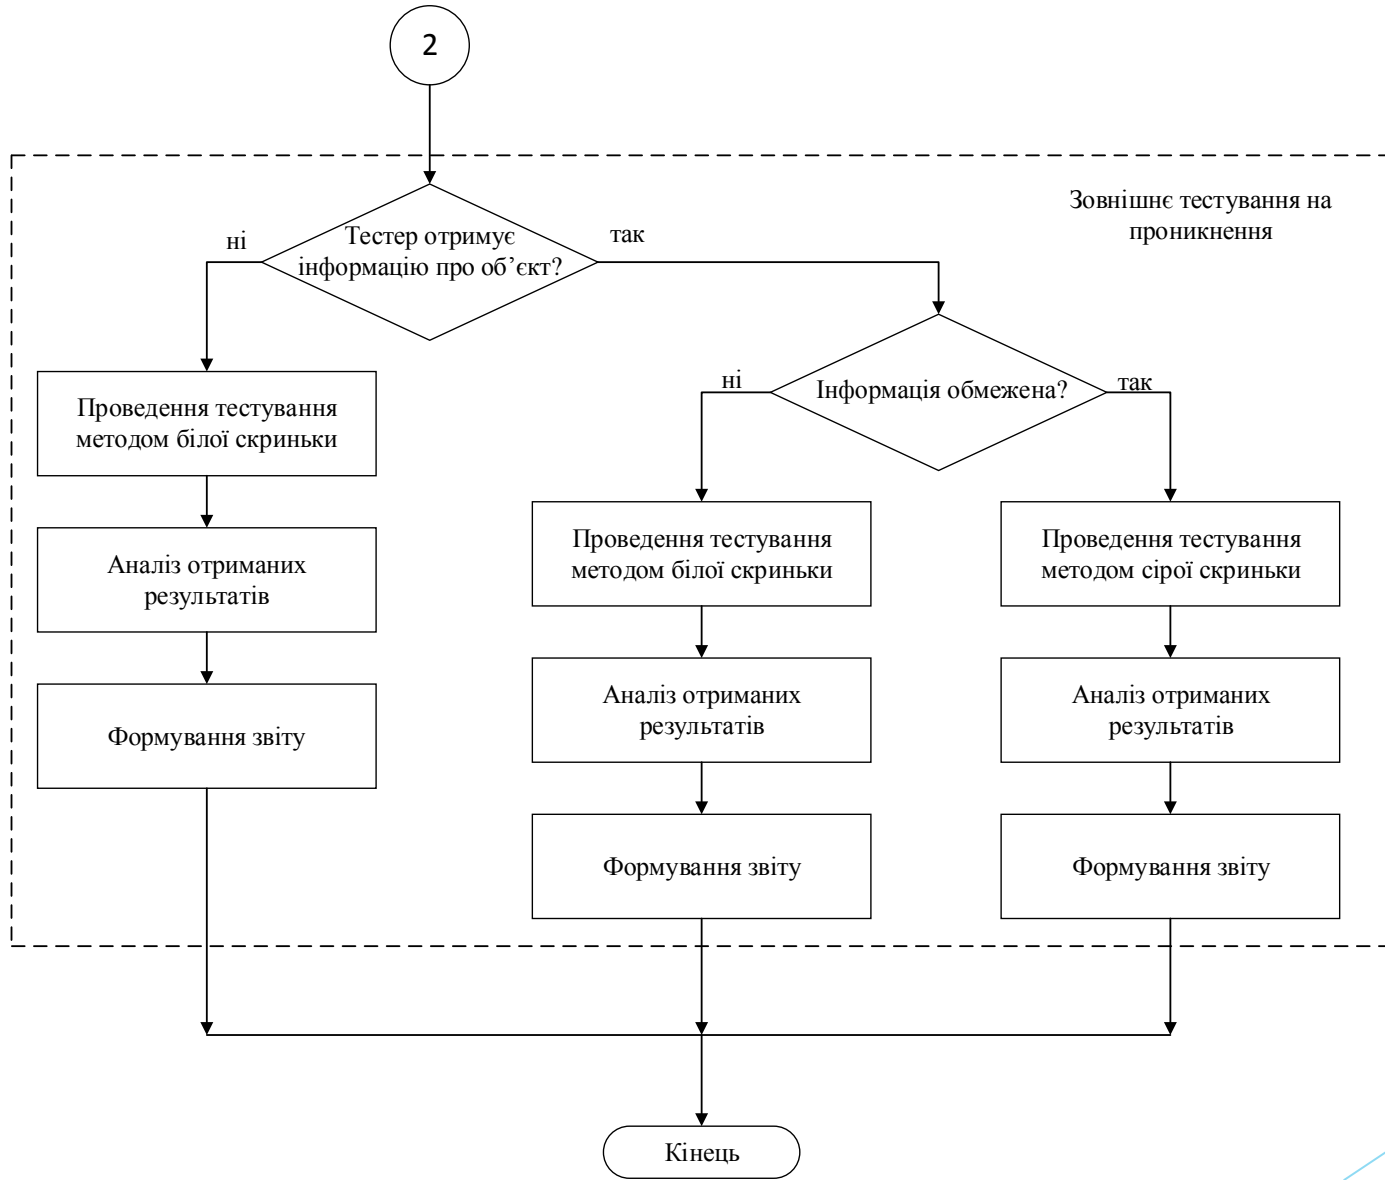 2
Зовнішнє тестування на
проникнення
ні
Тестер отримує
інформацію про об’єкт?
так
ні
Інформація обмежена?
так
Проведення тестування
методом білої скриньки
Аналіз отриманих
результатів
Формування звіту
Проведення тестування
методом білої скриньки
Аналіз отриманих
результатів
Формування звіту
Проведення тестування
методом сірої скриньки
Аналіз отриманих
результатів
Формування звіту
Кінець